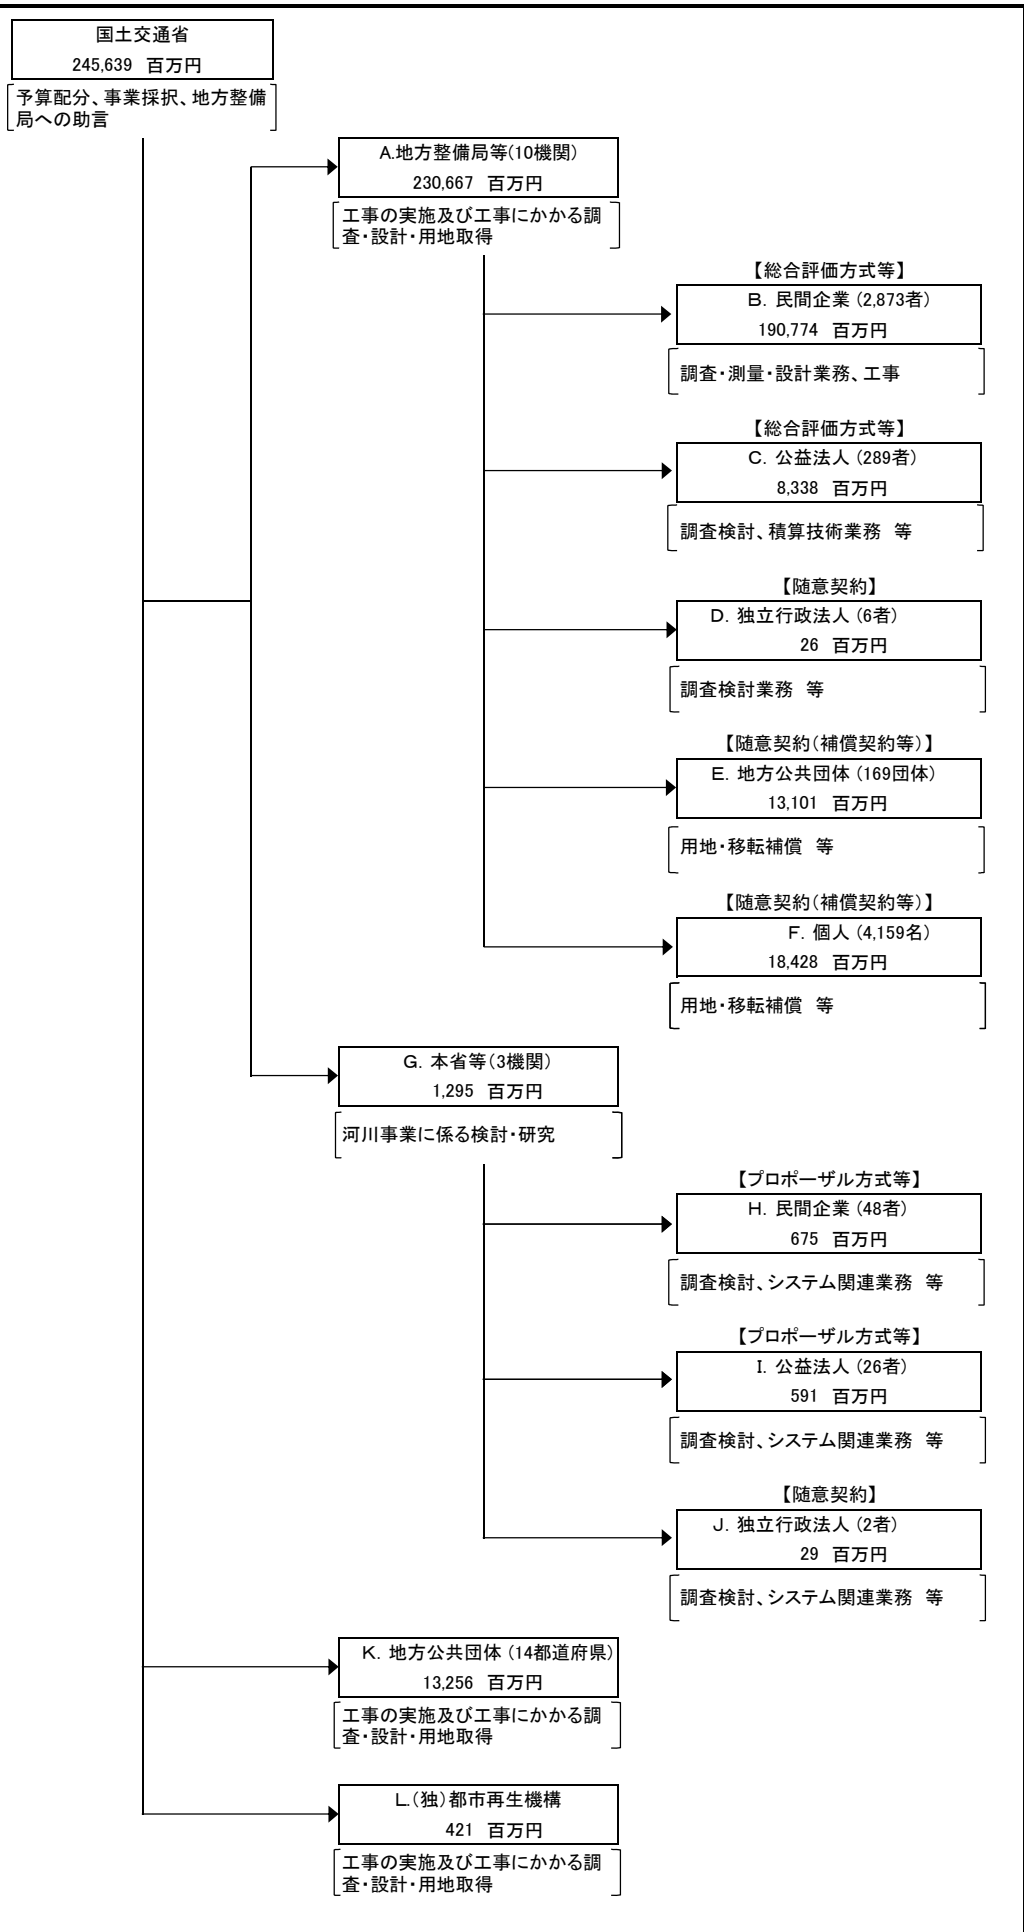 国土交通省
245,639 百万円
予算配分、事業採択、地方整備
局への助言
A.地方整備局等(10機関)
230,667 百万円
工事の実施及び工事にかかる調
査・設計・用地取得
【総合評価方式等】
B. 民間企業(2,873者)
190,774 百万円
調査・測量・設計業務、工事
【総合評価方式等】
C. 公益法人(289者)
8,338 百万円
調査検討、積算技術業務 等
【随意契約】
D. 独立行政法人(6者)
26 百万円
調査検討業務 等
【随意契約(補償契約等)】
E. 地方公共団体(169団体)
13,101 百万円
用地・移転補償 等
【随意契約(補償契約等)】
F. 個人(4,159名)
18,428 百万円
用地・移転補償 等
G. 本省等(3機関)
1,295 百万円
河川事業に係る検討・研究
【プロポーザル方式等】
H. 民間企業(48者)
675 百万円
調査検討、システム関連業務 等
【プロポーザル方式等】
I. 公益法人(26者)
591 百万円
調査検討、システム関連業務 等
【随意契約】
J. 独立行政法人(2者)
29 百万円
調査検討、システム関連業務 等
K. 地方公共団体(14都道府県)
13,256 百万円
工事の実施及び工事にかかる調
査・設計・用地取得
L.(独)都市再生機構
421 百万円
工事の実施及び工事にかかる調
査・設計・用地取得